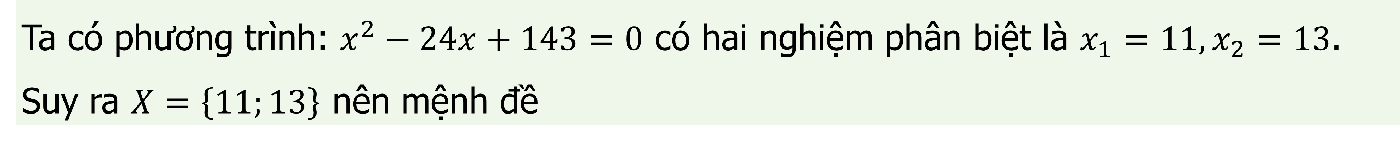 Ta có phương trình: x² − 24x + 143 = 0 có hai nghiệm phân biệt là x₁ = 11, x₂ = 13.
Suy ra X = {11; 13} nên mệnh đề